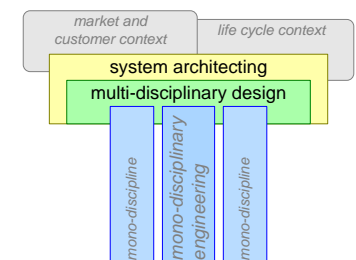 market and
customer context
life cycle context
system architecting
multi-disciplinary design
mono-discipline
mono-disciplinary
engineering
mono-discipline